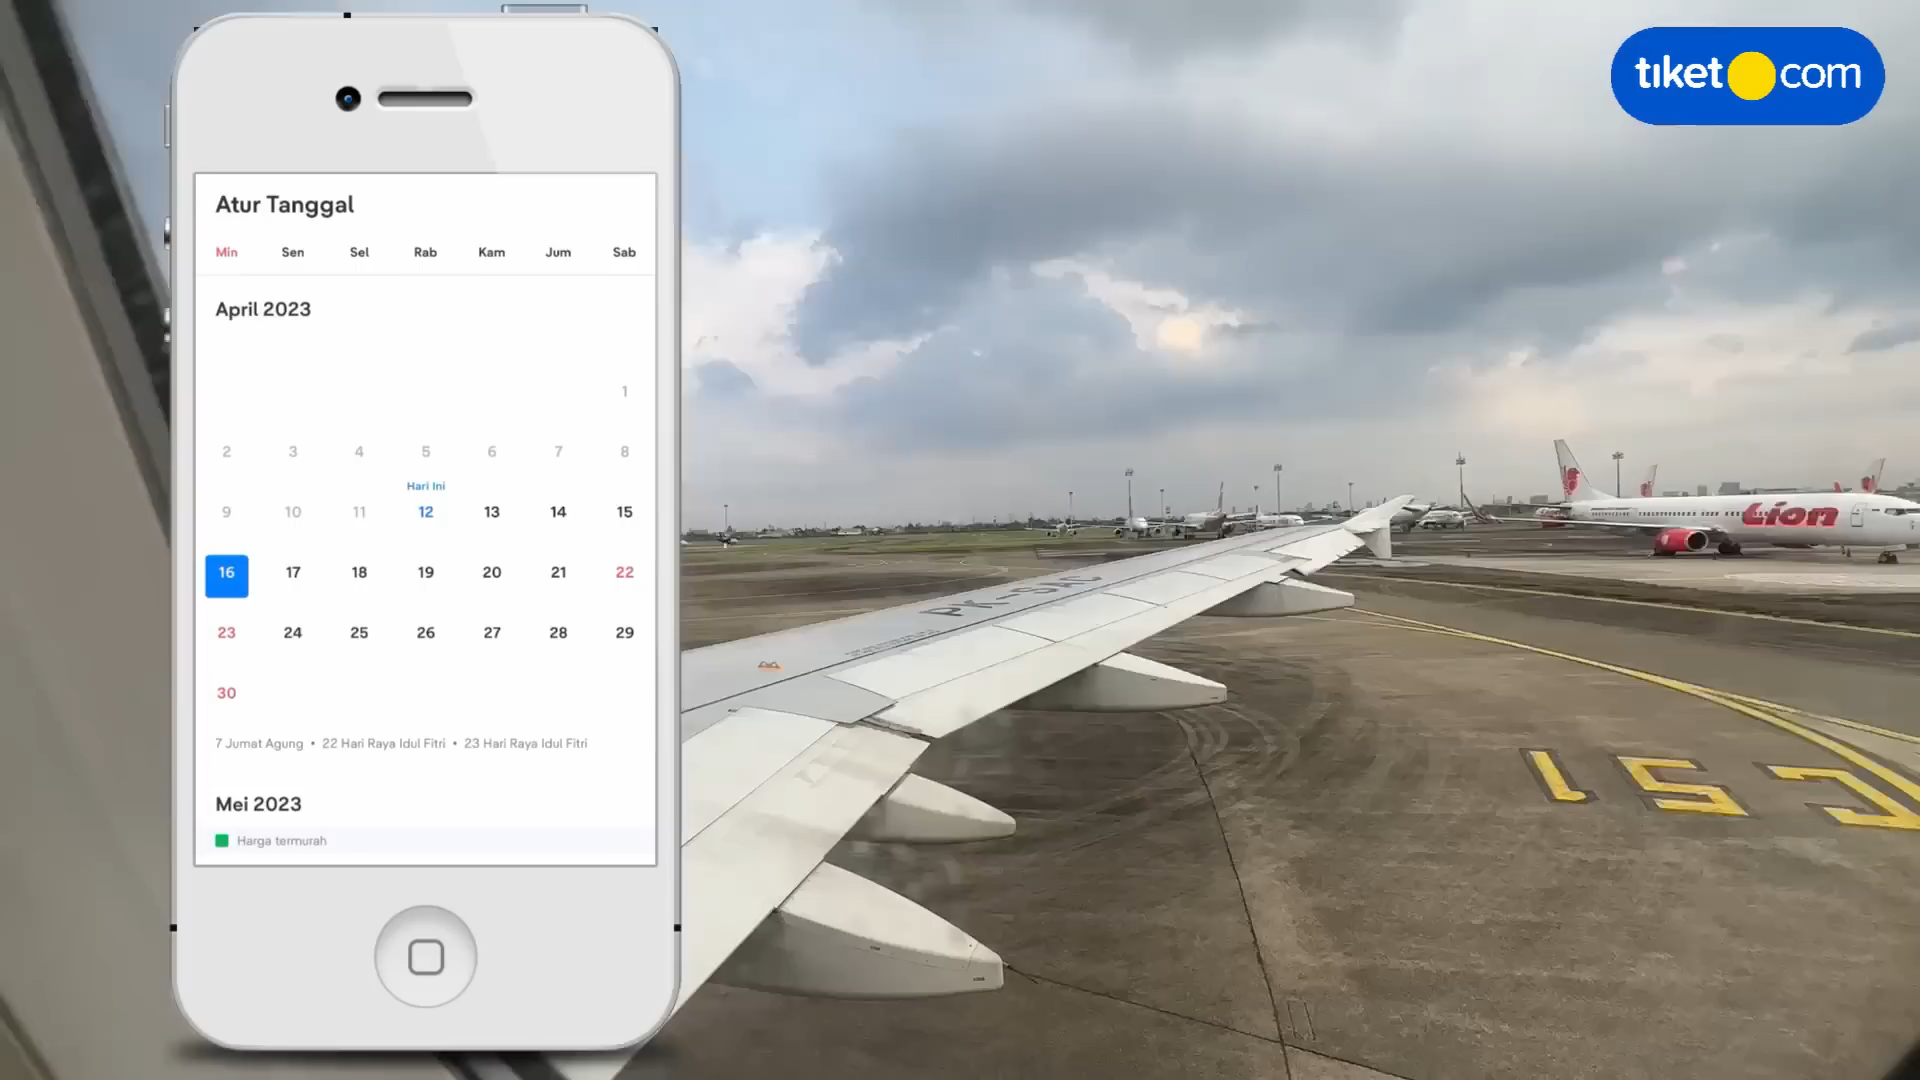 tiket com
Atur Tanggal
Min Sen Sel Rab Kam Jum Sab
April 2023
1
2 3 4 5 6 7 8
Hari Ini
9 10 11 12 13 14 15
16 17 18 19 20 21 22
23 24 25 26 27 28 29
30
7 Jumat Agung • 22 Hari Raya Idul Fitri • 23 Hari Raya Idul Fitri
Mei 2023
Harga termurah
Lion
PK-SAC
C51